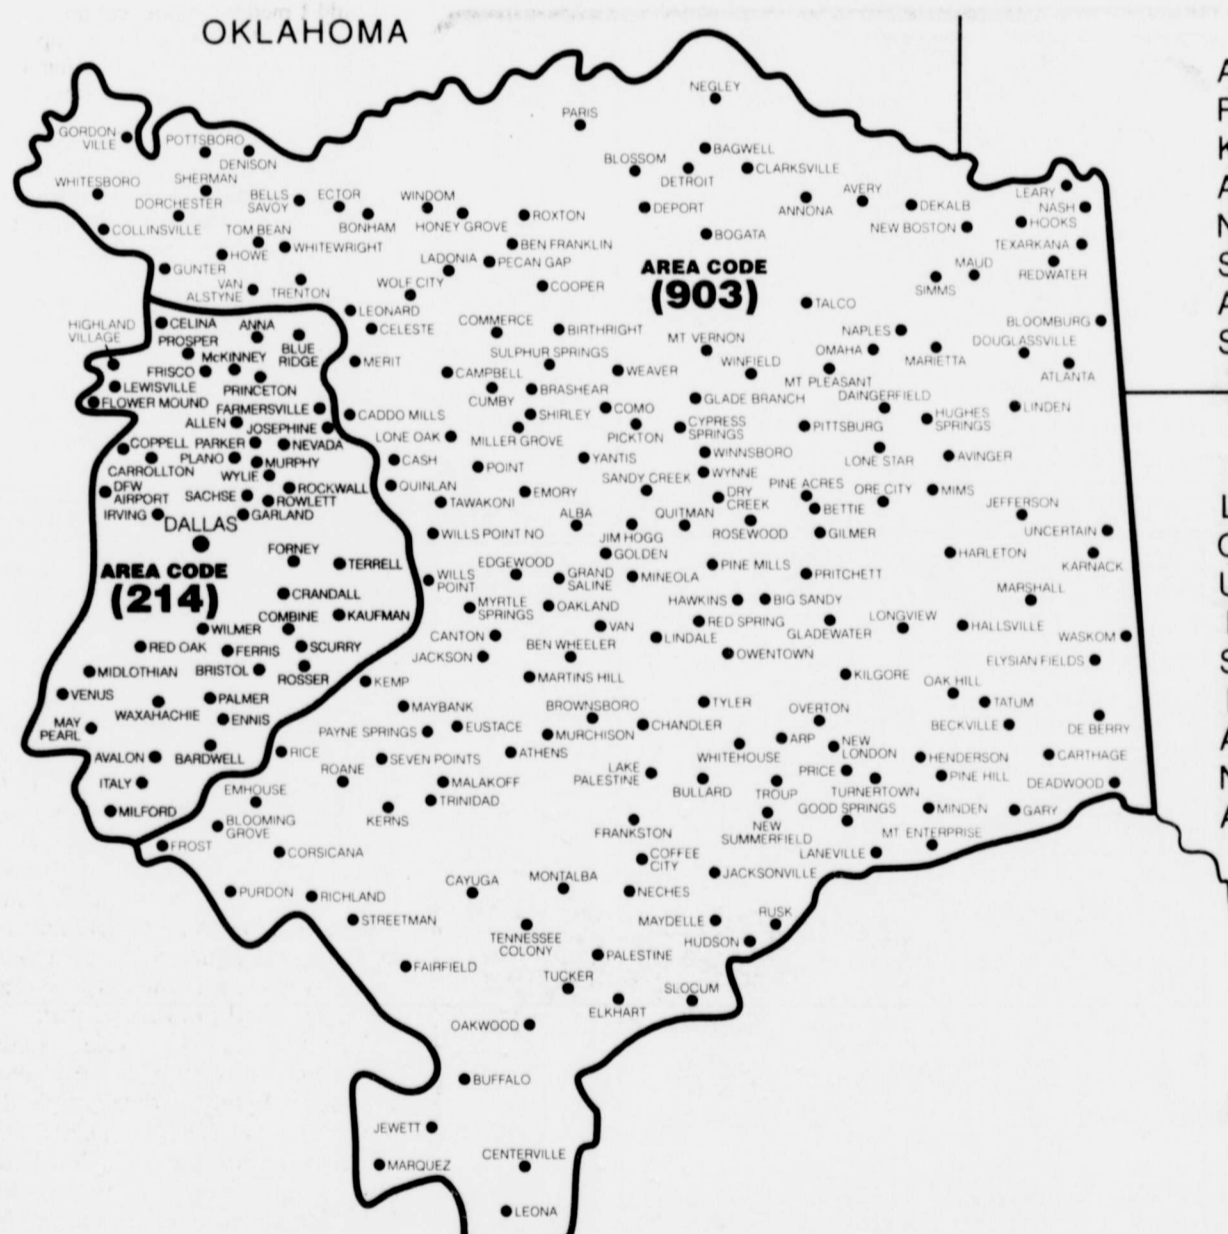 OKLAHOMA
NEGLEY
PARIS
GORDON
VILLE
POTTSBORO
DENISON
BLOSSOM
BAGWELL
DETROIT
CLARKSVILLE
WHITESBORO
SHERMAN
DORCHESTER
BELLS
SAVOY
ECTOR
BONHAM
WINDOM
HONEY GROVE
ROXTON
DEPORT
ANNONA
AVERY
DEKALB
LEARY
NASH
HOOKS
NEW BOSTON
COLLINSVILLE
TOM BEAN
WHITEWRIGHT
HOWE
BEN FRANKLIN
BOGATA
TEXARKANA
REDWATER
GUNTER
VAN
ALSTYNE
TRENTON
LADONIA
PECAN GAP
WOLF CITY
COOPER
AREA CODE
(903)
MAUD
SIMMS
LEONARD
CELESTE
COMMERCE
BIRTHRIGHT
TALCO
NAPLES
BLOOMBURG
HIGHLAND
VILLAGE
CELINA
PROSPER
ANNA
BLUE
RIDGE
McKINNEY
FRISCO
PRINCETON
MERIT
SULPHUR SPRINGS
MT VERNON
WINFIELD
OMAHA
MARIETTA
DOUGLASSVILLE
ATLANTA
LEWISVILLE
FLOWER MOUND
FARMERSVILLE
CAMPBELL
CUMBY
BRASHEAR
WEAVER
MT PLEASANT
DAINGERFIELD
GLADE BRANCH
ALLEN
JOSEPHINE
CADDO MILLS
SHIRLEY
COMO
PICKTON
CYPRESS
SPRINGS
PITTSBURG
HUGHES
SPRINGS
LINDEN
COPPELL
PARKER
NEVADA
LONE OAK
MILLER GROVE
CARROLLTON
PLANO
MURPHY
CASH
POINT
YANTIS
WINNSBORO
LONE STAR
AVINGER
WYLIE
WYNNE
DFW
AIRPORT
SACHSE
ROCKWALL
ROWLETT
QUINLAN
TAWAKONI
EMORY
SANDY CREEK
DRY
CREEK
PINE ACRES
ORE CITY
MIMS
IRVING
GARLAND
DALLAS
ALBA
QUITMAN
ROSEWOOD
BETTIE
GILMER
JEFFERSON
UNCERTAIN
WILLS POINT NO
JIM HOGG
GOLDEN
HARLETON
KARNACK
FORNEY
TERRELL
EDGEWOOD
GRAND
SALINE
MINEOLA
PINE MILLS
PRITCHETT
AREA CODE
(214)
WILLS
POINT
MARSHALL
CRANDALL
MYRTLE
SPRINGS
OAKLAND
HAWKINS
BIG SANDY
COMBINE
KAUFMAN
WILMER
VAN
RED SPRING
GLADEWATER
LONGVIEW
HALLSVILLE
WASKOM
CANTON
LINDALE
RED OAK
FERRIS
SCURRY
JACKSON
BEN WHEELER
OWENTOWN
ELYSIAN FIELDS
MIDLOTHIAN
BRISTOL
ROSSER
KEMP
MARTINS HILL
KILGORE
OAK HILL
VENUS
WAXAHACHIE
PALMER
MAYBANK
BROWNSBORO
TYLER
OVERTON
TATUM
ENNIS
MAY
PEARL
PAYNE SPRINGS
EUSTACE
MURCHISON
CHANDLER
BECKVILLE
DE BERRY
AVALON
BARDWELL
RICE
SEVEN POINTS
ATHENS
WHITEHOUSE
ARP
NEW
LONDON
HENDERSON
CARTHAGE
ITALY
EMHOUSE
ROANE
MALAKOFF
LAKE
PALESTINE
BULLARD
TROUP
PRICE
TURNERTOWN
PINE HILL
DEADWOOD
MILFORD
BLOOMING
GROVE
KERNS
TRINIDAD
FRANKSTON
NEW
SUMMERFIELD
GOOD SPRINGS
MINDEN
GARY
MT ENTERPRISE
FROST
CORSICANA
COFFEE
CITY
LANEVILLE
PURDON
RICHLAND
CAYUGA
MONTALBA
NECHES
JACKSONVILLE
STREETMAN
TENNESSEE
COLONY
MAYDELLE
RUSK
HUDSON
FAIRFIELD
PALESTINE
TUCKER
ELKHART
SLOCUM
OAKWOOD
BUFFALO
JEWETT
MARQUEZ
CENTERVILLE
LEONA